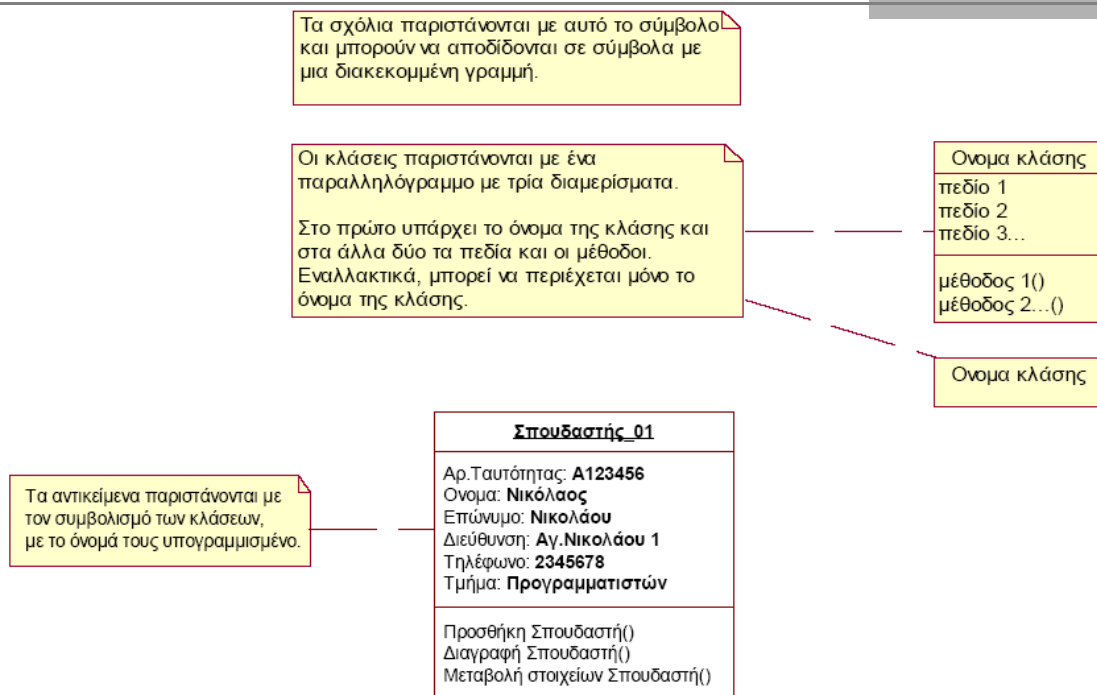 Τα σχόλια παριστάνονται με αυτό το σύμβολο
και μπορούν να αποδίδονται σε σύμβολα με
μια διακεκομμένη γραμμή.
Οι κλάσεις παριστάνονται με ένα
παραλληλόγραμμο με τρία διαμερίσματα.
Στο πρώτο υπάρχει το όνομα της κλάσης και
στα άλλα δύο τα πεδία και οι μέθοδοι.
Εναλλακτικά, μπορεί να περιέχεται μόνο το
όνομα της κλάσης.
Ονομα κλάσης
πεδίο 1
πεδίο 2
πεδίο 3...
μέθοδος 1()
μέθοδος 2...()
Ονομα κλάσης
Τα αντικείμενα παριστάνονται με
τον συμβολισμό των κλάσεων,
με το όνομά τους υπογραμμισμένο.
Σπουδαστής_01
Αρ.Ταυτότητας: Α123456
Ονομα: Νικόλαος
Επώνυμο: Νικολάου
Διεύθυνση: Αγ.Νικολάου 1
Τηλέφωνο: 2345678
Τμήμα: Προγραμματιστών
Προσθήκη Σπουδαστή()
Διαγραφή Σπουδαστή()
Μεταβολή στοιχείων Σπουδαστή()